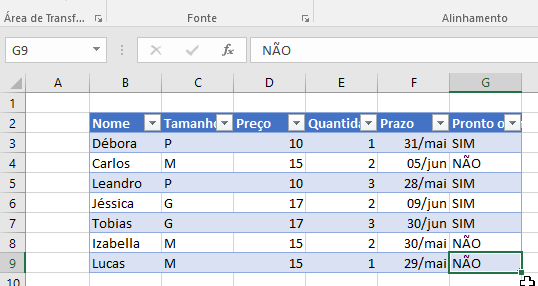 Área de Transf... Fonte Alinhamento
G9 NÃO
A B C D E F G
1
2 Nome Tamanho Preço Quantida Prazo Pronto o
3 Débora P 10 1 31/mai SIM
4 Carlos M 15 2 05/jun NÃO
5 Leandro P 10 3 28/mai SIM
6 Jéssica G 17 2 09/jun SIM
7 Tobias G 17 3 30/jun SIM
8 Izabella M 15 2 30/mai NÃO
9 Lucas M 15 1 29/mai NÃO
10